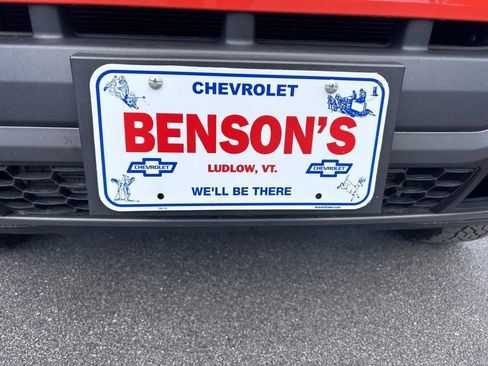 CHEVROLET
BENSON'S
LUDLOW, VT.
CHEVROLET CHEVROLET
WE'LL BE THERE